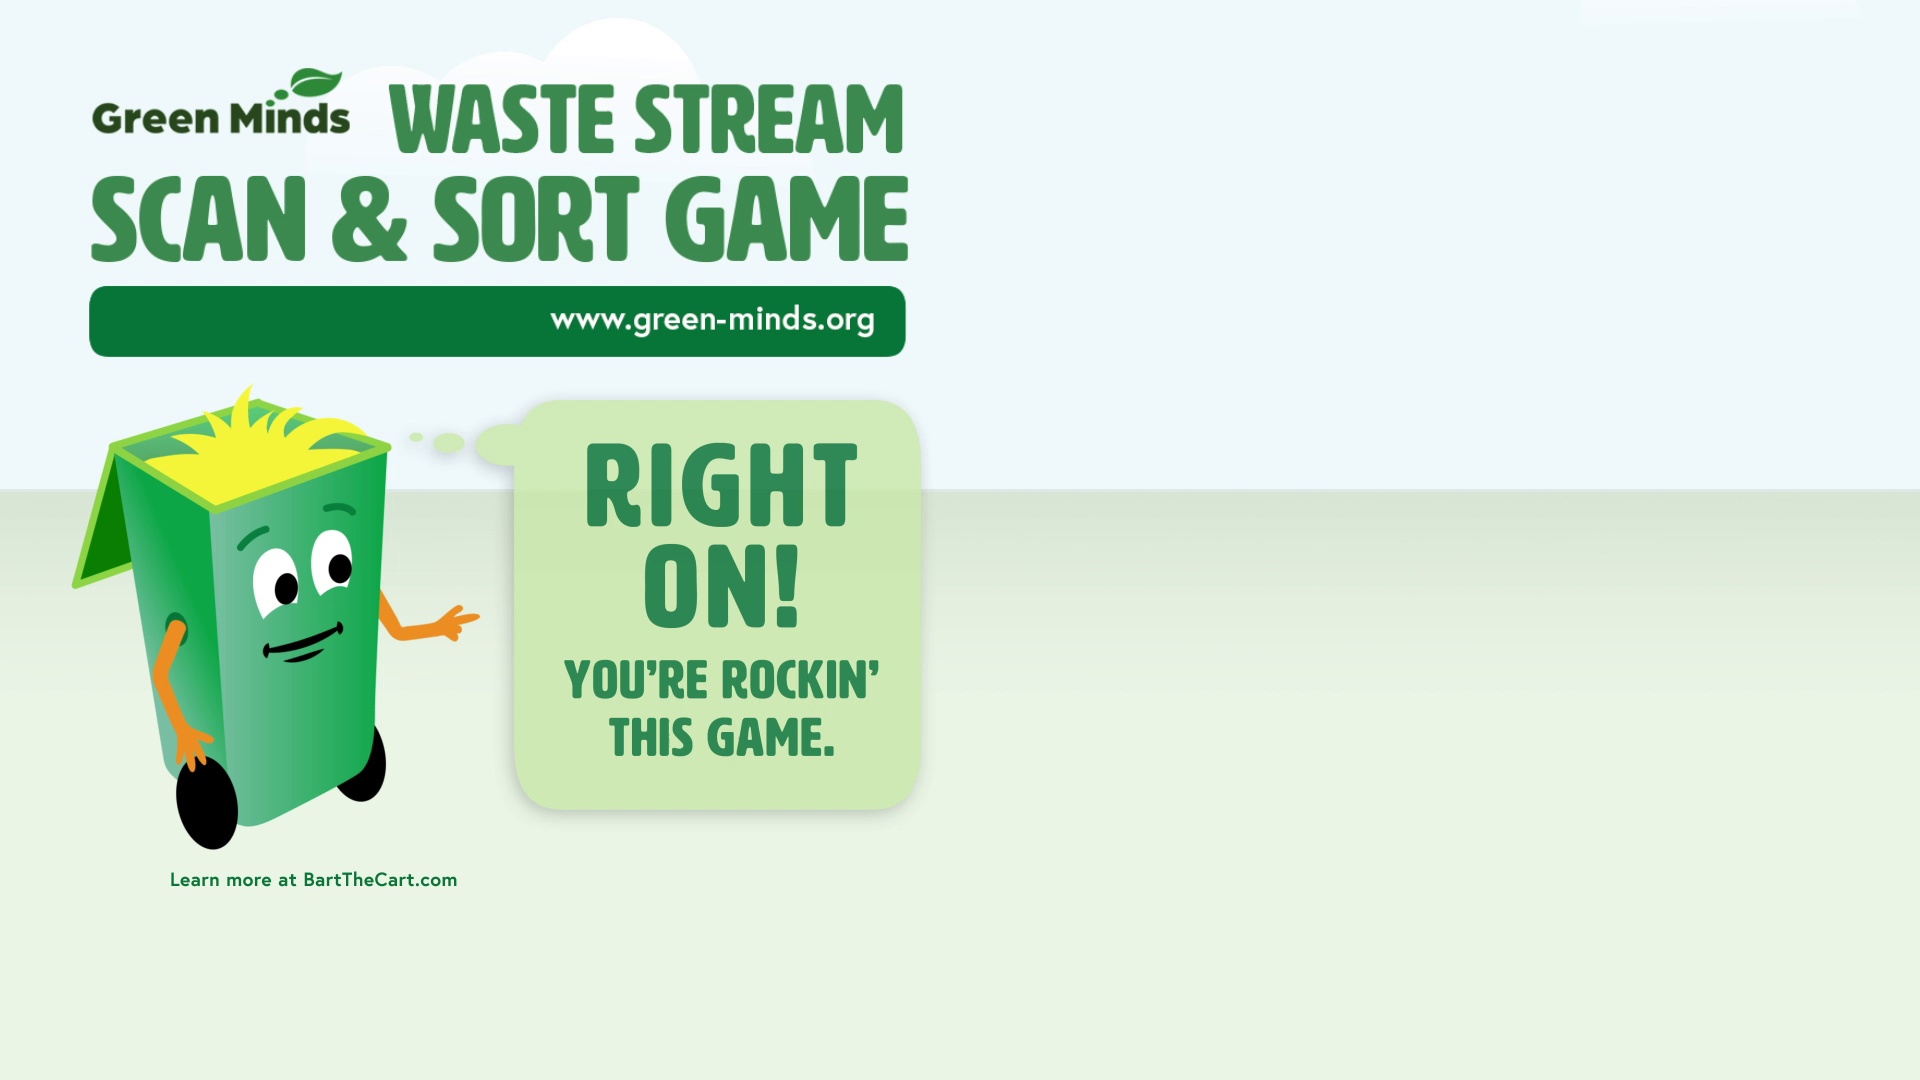 Green Minds WASTE STREAM
SCAN & SORT GAME
www.green-minds.org
RIGHT
ON!
YOU’RE ROCKIN’
THIS GAME.
Learn more at BartTheCart.com